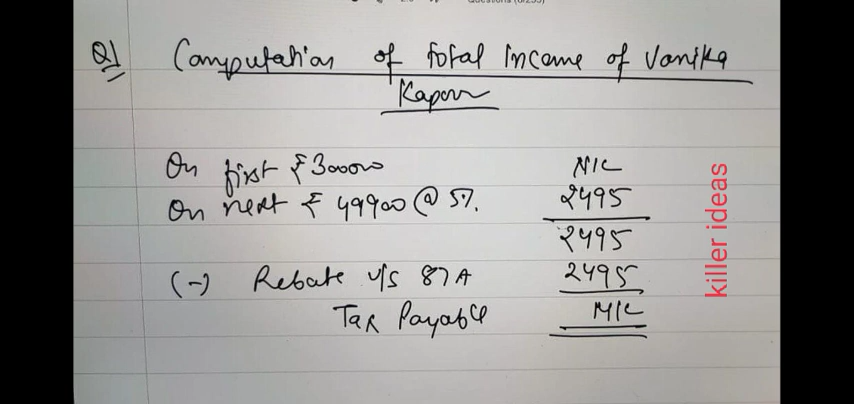 Q1 Computation of total income of Vanika
Kapoor
On first ₹ 300000 NIL
On next ₹ 49900 @ 5%. 2495
2495
(-) Rebate u/s 87A 2495
Tax Payable NIL
killer ideas